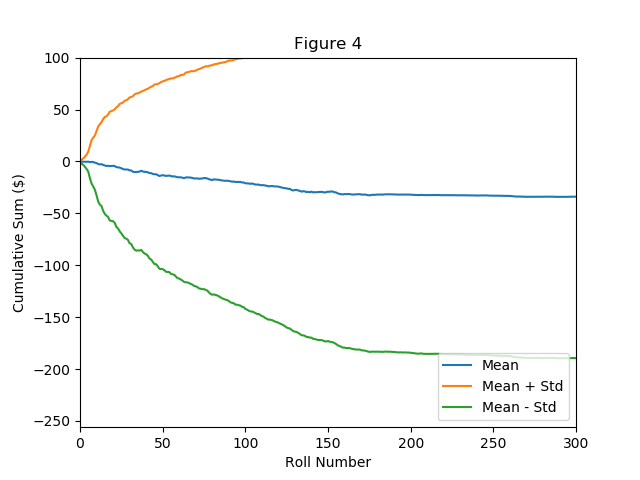 Figure 4
Cumulative Sum ($)
100
50
0
−50
−100
−150
−200
−250
0 50 100 150 200 250 300
Roll Number
Mean
Mean + Std
Mean - Std